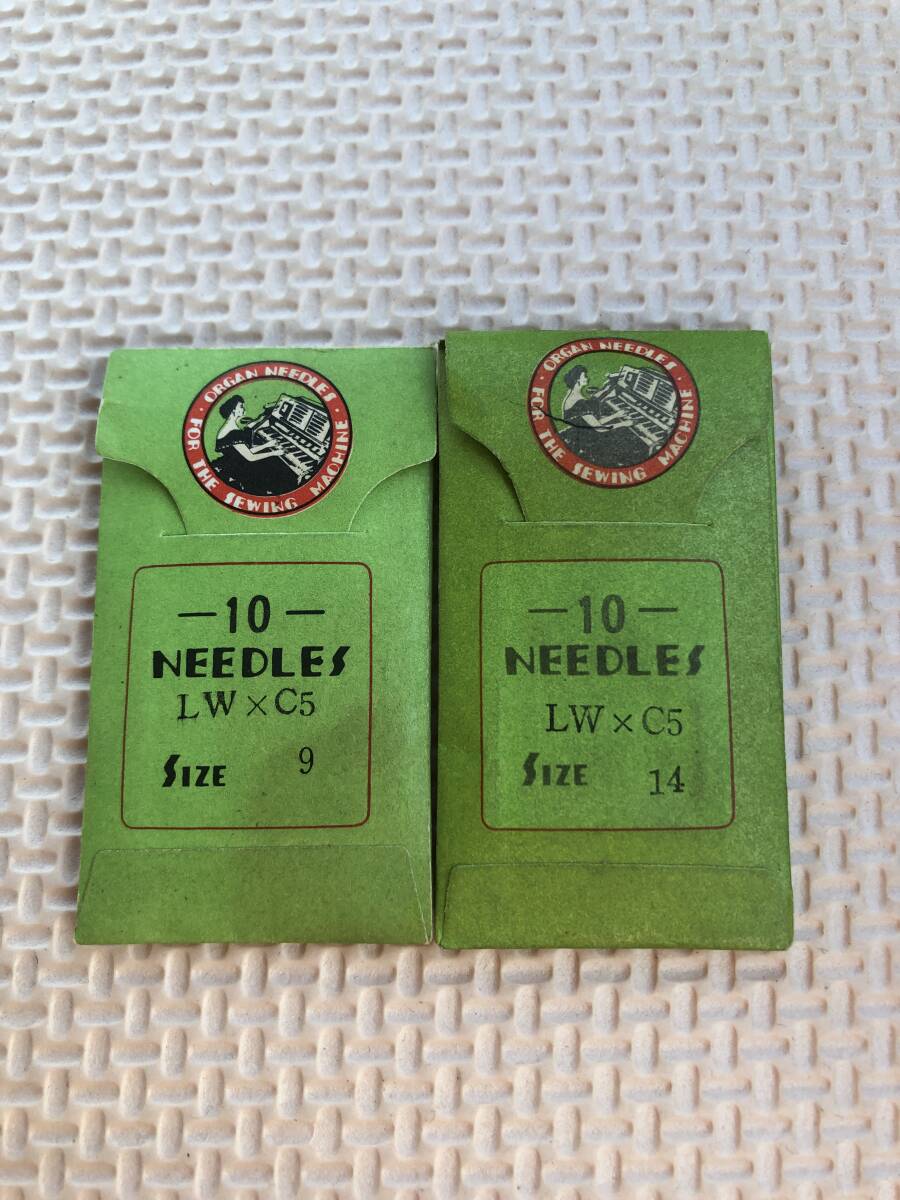 ORGAN NEEDLES · FOR THE SEWING MACHINE ·
—10—
NEEDLES
LW×C5
SIZE 9
ORGAN NEEDLES · FOR THE SEWING MACHINE ·
—10—
NEEDLES
LW×C5
SIZE 14